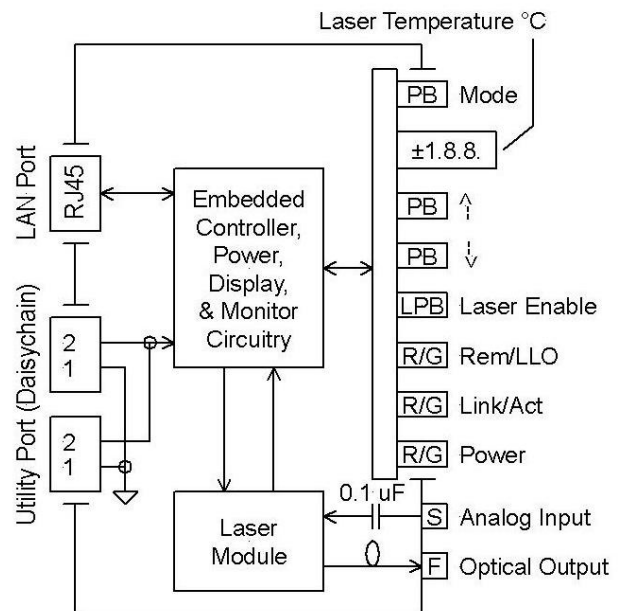 Laser Temperature °C
PB Mode
±1.8.8.
PB
PB
LPB Laser Enable
R/G Rem/LLO
R/G Link/Act
R/G Power
S Analog Input
F Optical Output
0.1 uF
LAN Port
RJ45
Embedded
Controller,
Power,
Display,
& Monitor
Circuitry
Utility Port (Daisychain)
2
1
2
1
Laser
Module